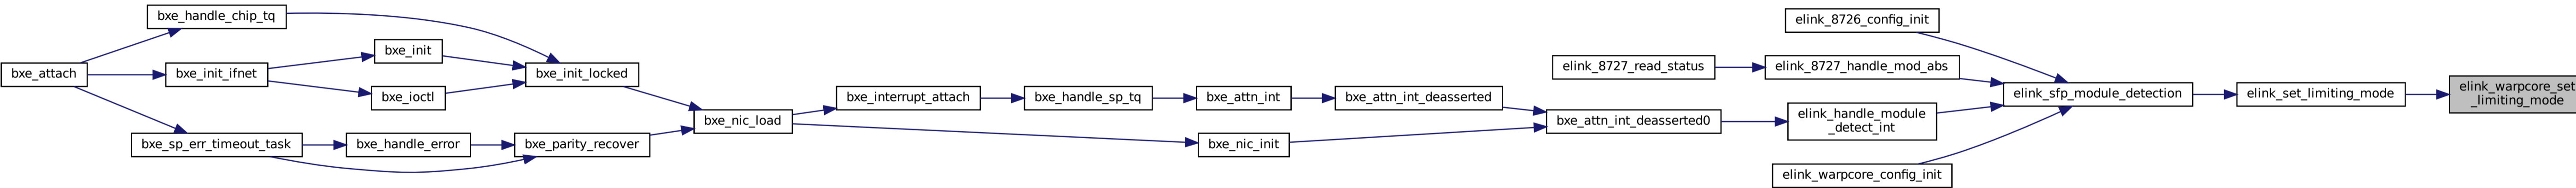 bxe_attach
bxe_handle_chip_tq
bxe_init_ifnet
bxe_sp_err_timeout_task
bxe_init
bxe_ioctl
bxe_handle_error
bxe_init_locked
bxe_parity_recover
bxe_nic_load
bxe_interrupt_attach
bxe_handle_sp_tq
bxe_attn_int
bxe_nic_init
bxe_attn_int_deasserted
bxe_attn_int_deasserted0
elink_8727_read_status
elink_8726_config_init
elink_8727_handle_mod_abs
elink_handle_module
_detect_int
elink_warpcore_config_init
elink_sfp_module_detection
elink_set_limiting_mode
elink_warpcore_set
_limiting_mode